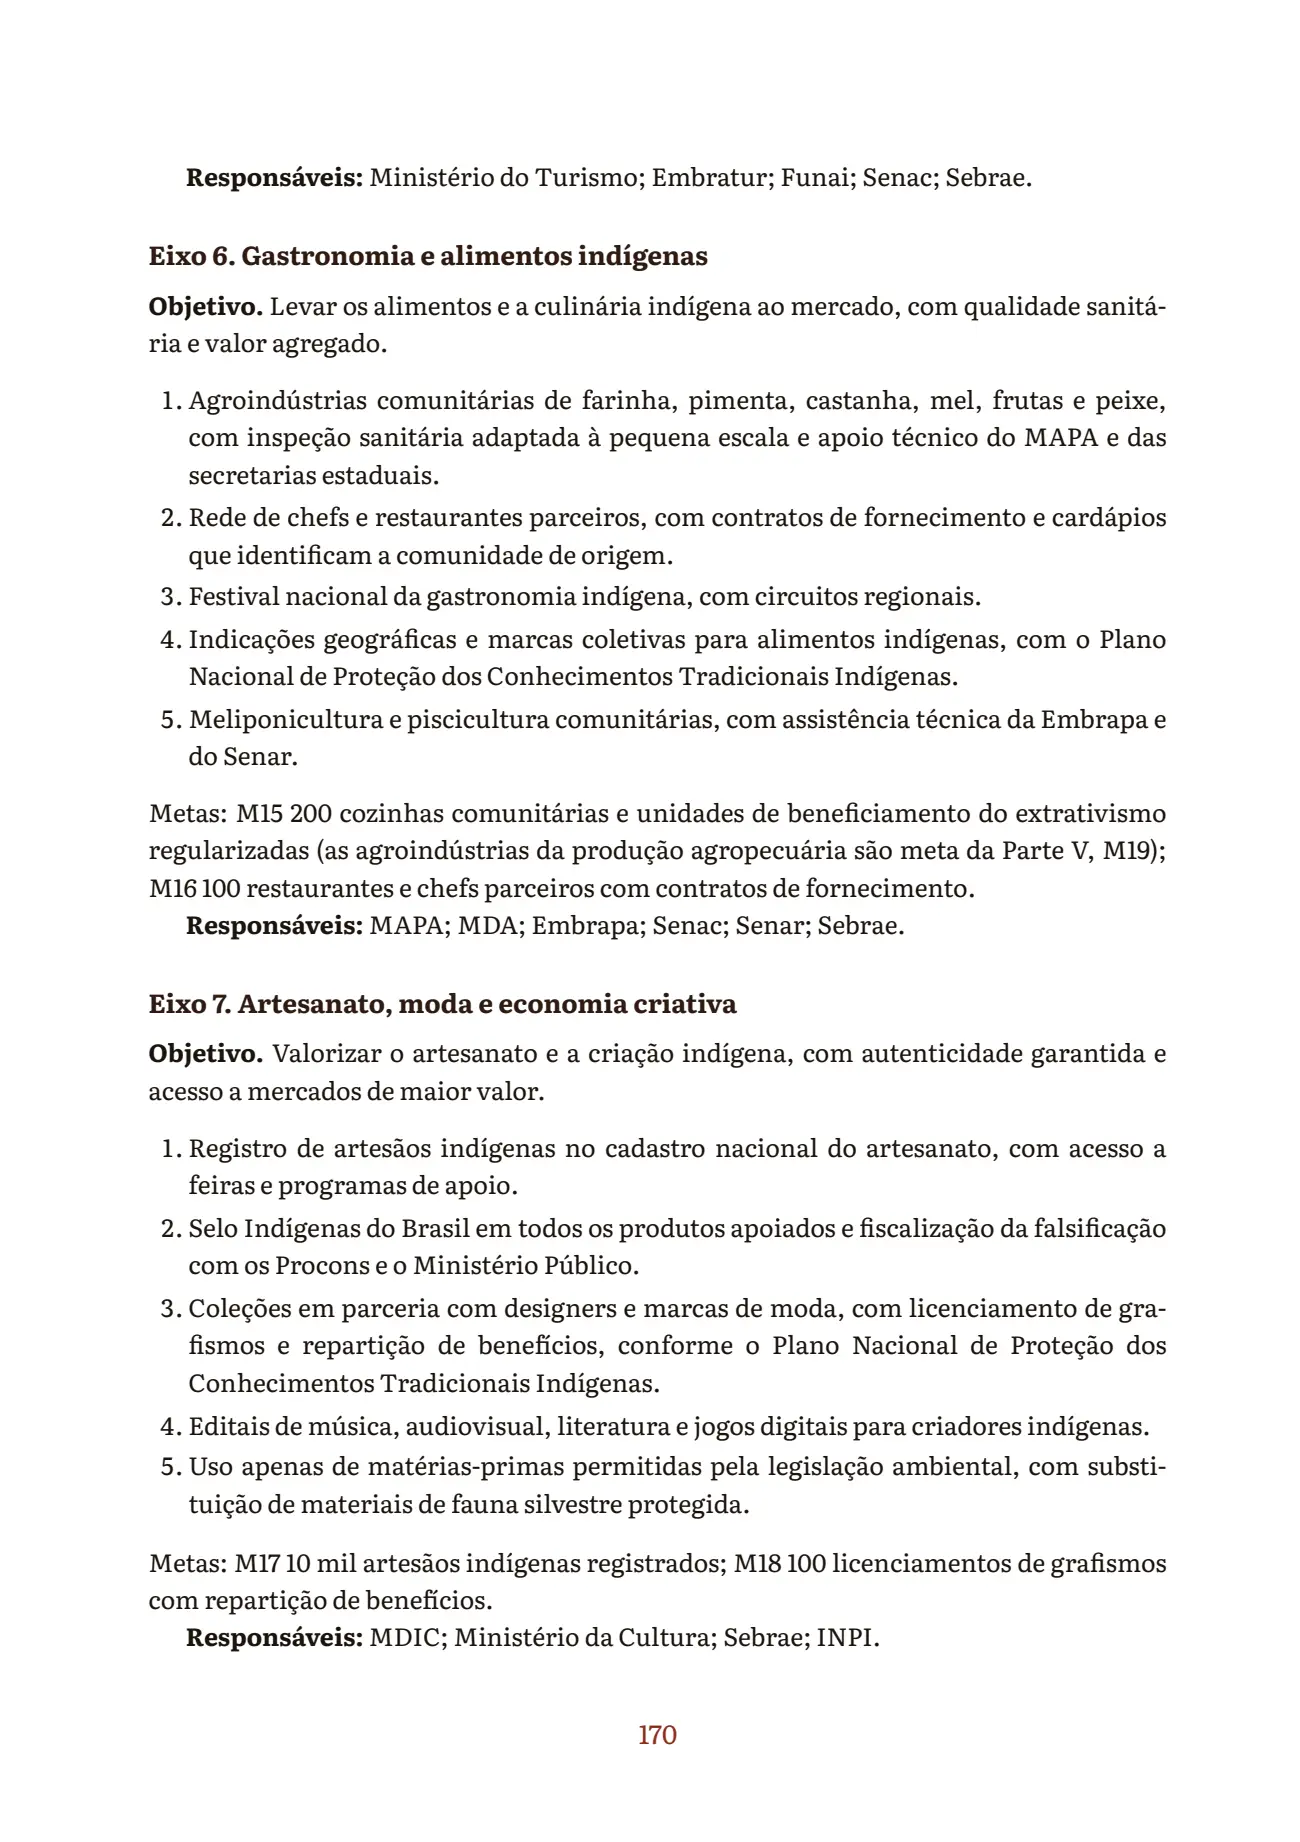 Responsáveis: Ministério do Turismo; Embratur; Funai; Senac; Sebrae.
Eixo 6. Gastronomia e alimentos indígenas
Objetivo. Levar os alimentos e a culinária indígena ao mercado, com qualidade sanitá-
ria e valor agregado.
1. Agroindústrias comunitárias de farinha, pimenta, castanha, mel, frutas e peixe,
com inspeção sanitária adaptada à pequena escala e apoio técnico do MAPA e das
secretarias estaduais.
2. Rede de chefs e restaurantes parceiros, com contratos de fornecimento e cardápios
que identificam a comunidade de origem.
3. Festival nacional da gastronomia indígena, com circuitos regionais.
4. Indicações geográficas e marcas coletivas para alimentos indígenas, com o Plano
Nacional de Proteção dos Conhecimentos Tradicionais Indígenas.
5. Meliponicultura e piscicultura comunitárias, com assistência técnica da Embrapa e
do Senar.
Metas: M15 200 cozinhas comunitárias e unidades de beneficiamento do extrativismo
regularizadas (as agroindústrias da produção agropecuária são meta da Parte V, M19);
M16 100 restaurantes e chefs parceiros com contratos de fornecimento.
Responsáveis: MAPA; MDA; Embrapa; Senac; Senar; Sebrae.
Eixo 7. Artesanato, moda e economia criativa
Objetivo. Valorizar o artesanato e a criação indígena, com autenticidade garantida e
acesso a mercados de maior valor.
1. Registro de artesãos indígenas no cadastro nacional do artesanato, com acesso a
feiras e programas de apoio.
2. Selo Indígenas do Brasil em todos os produtos apoiados e fiscalização da falsificação
com os Procons e o Ministério Público.
3. Coleções em parceria com designers e marcas de moda, com licenciamento de gra-
fismos e repartição de benefícios, conforme o Plano Nacional de Proteção dos
Conhecimentos Tradicionais Indígenas.
4. Editais de música, audiovisual, literatura e jogos digitais para criadores indígenas.
5. Uso apenas de matérias-primas permitidas pela legislação ambiental, com substi-
tuição de materiais de fauna silvestre protegida.
Metas: M17 10 mil artesãos indígenas registrados; M18 100 licenciamentos de grafismos
com repartição de benefícios.
Responsáveis: MDIC; Ministério da Cultura; Sebrae; INPI.
170